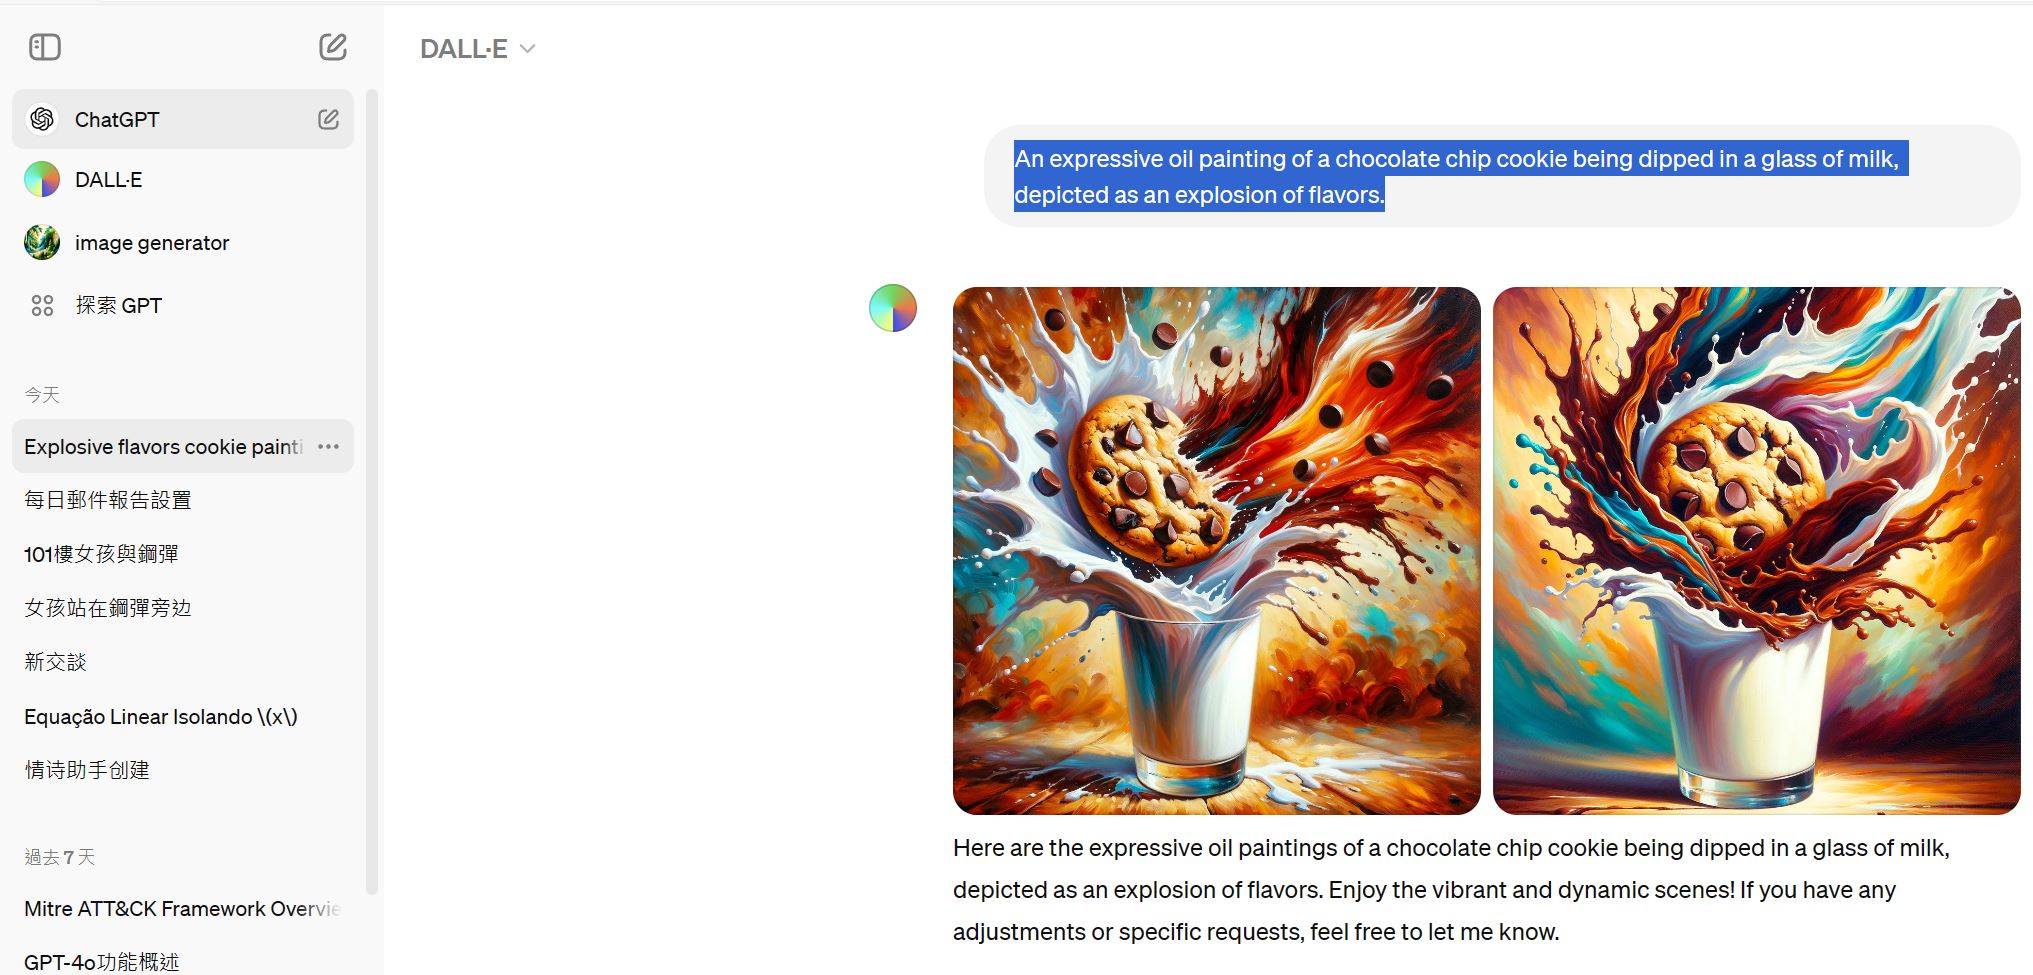 DALL·E
ChatGPT
DALL·E
image generator
探索 GPT
今天
Explosive flavors cookie painti
每日郵件報告設置
101樓女孩與鋼彈
女孩站在鋼彈旁边
新交談
Equação Linear Isolando \(x\)
情诗助手创建
過去 7 天
Mitre ATT&CK Framework Overvie
GPT-4o功能概述
An expressive oil painting of a chocolate chip cookie being dipped in a glass of milk,
depicted as an explosion of flavors.
Here are the expressive oil paintings of a chocolate chip cookie being dipped in a glass of milk,
depicted as an explosion of flavors. Enjoy the vibrant and dynamic scenes! If you have any
adjustments or specific requests, feel free to let me know.